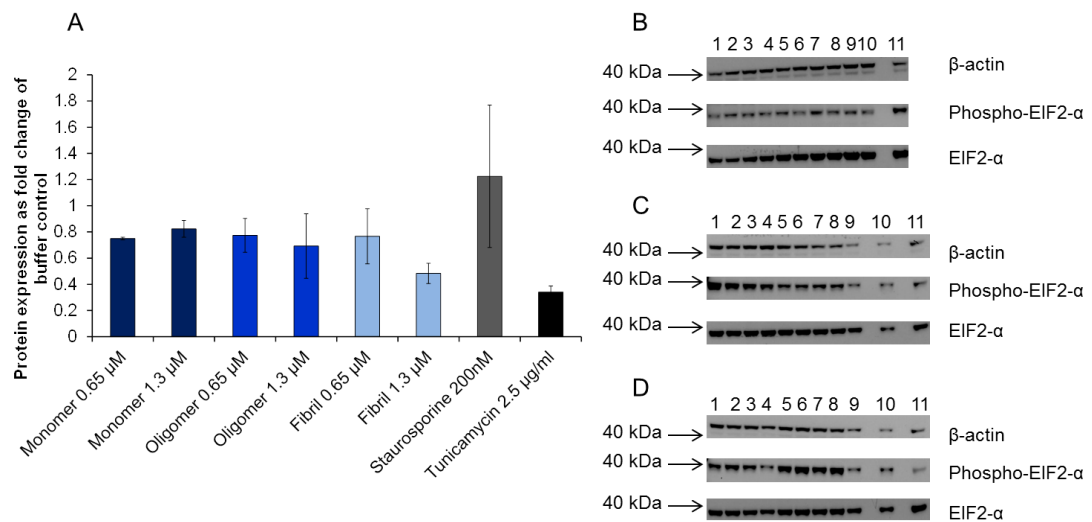 A
Protein expression as fold change of
buffer control
2
1.8
1.6
1.4
1.2
1
0.8
0.6
0.4
0.2
0
Monomer 0.65 µM
Monomer 1.3 µM
Oligomer 0.65 µM
Oligomer 1.3 µM
Fibril 0.65 µM
Fibril 1.3 µM
Staurosporine 200nM
Tunicamycin 2.5 µg/ml
B
1 2 3 4 5 6 7 8 9 10 11
40 kDa β-actin
40 kDa Phospho-EIF2-α
40 kDa EIF2-α
C
1 2 3 4 5 6 7 8 9 10 11
40 kDa β-actin
40 kDa Phospho-EIF2-α
40 kDa EIF2-α
D
1 2 3 4 5 6 7 8 9 10 11
40 kDa β-actin
40 kDa Phospho-EIF2-α
40 kDa EIF2-α